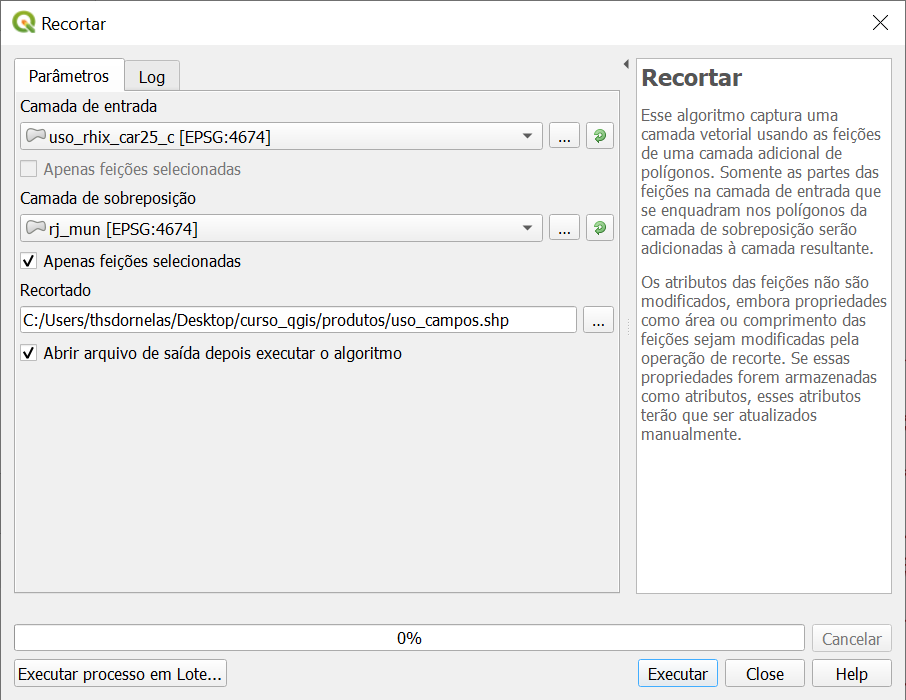 Recortar
Parâmetros
Log
Camada de entrada
uso_rhix_car25_c [EPSG:4674]
...
Apenas feições selecionadas
Camada de sobreposição
rj_mun [EPSG:4674]
...
Apenas feições selecionadas
Recortado
C:/Users/thsdornelas/Desktop/curso_qgis/produtos/uso_campos.shp
...
Abrir arquivo de saída depois executar o algoritmo
Recortar
Esse algoritmo captura uma
camada vetorial usando as feições
de uma camada adicional de
polígonos. Somente as partes das
feições na camada de entrada que
se enquadram nos polígonos da
camada de sobreposição serão
adicionadas à camada resultante.
Os atributos das feições não são
modificados, embora propriedades
como área ou comprimento das
feições sejam modificadas pela
operação de recorte. Se essas
propriedades forem armazenadas
como atributos, esses atributos
terão que ser atualizados
manualmente.
0%
Cancelar
Executar processo em Lote...
Executar
Close
Help